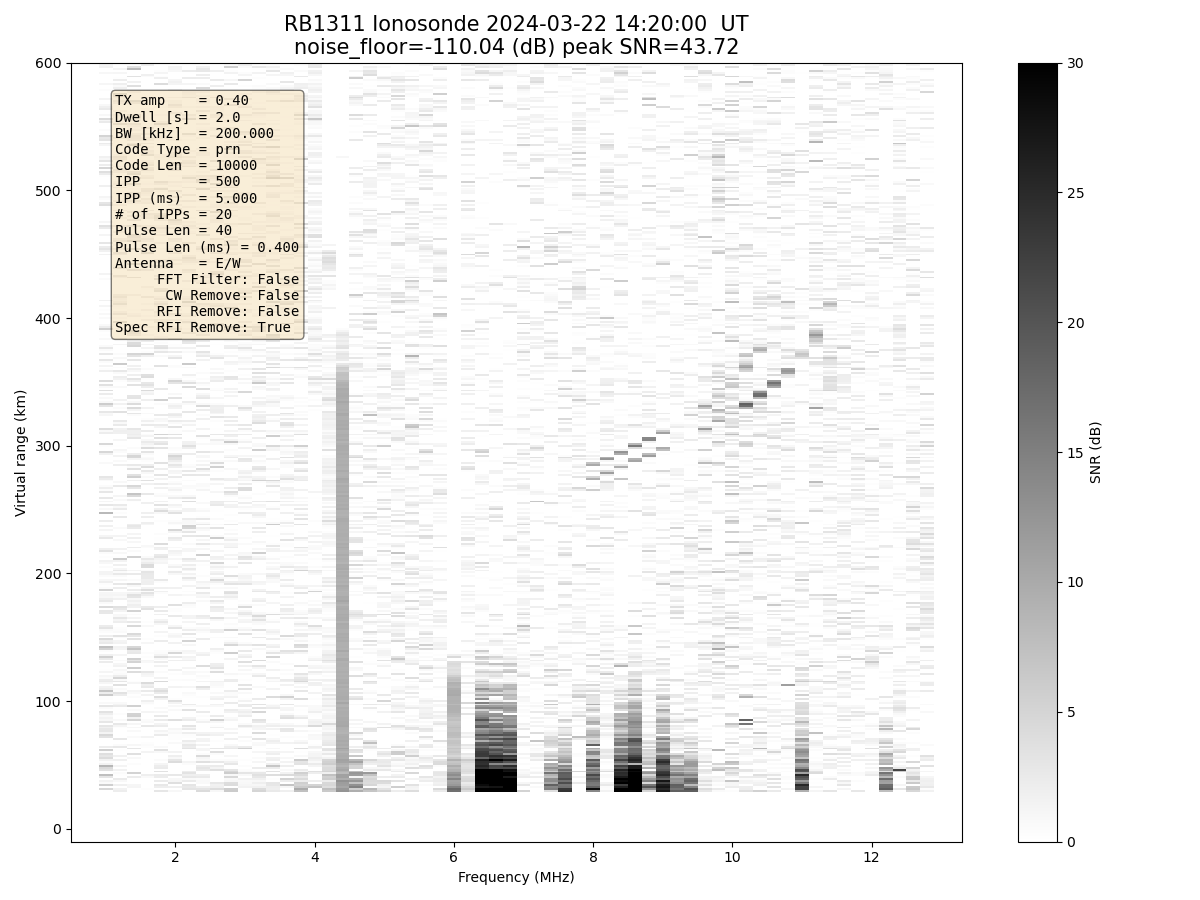 RB1311 Ionosonde 2024-03-22 14:20:00  UT
noise_floor=-110.04 (dB) peak SNR=43.72
600
500
400
300
200
100
0
Virtual range (km)
TX amp    = 0.40
Dwell [s] = 2.0
BW [kHz]  = 200.000
Code Type = prn
Code Len  = 10000
IPP       = 500
IPP (ms)  = 5.000
# of IPPs = 20
Pulse Len = 40
Pulse Len (ms) = 0.400
Antenna   = E/W
FFT Filter: False
CW Remove: False
RFI Remove: False
Spec RFI Remove: True
2
4
6
8
10
12
Frequency (MHz)
30
25
20
15
10
5
0
SNR (dB)